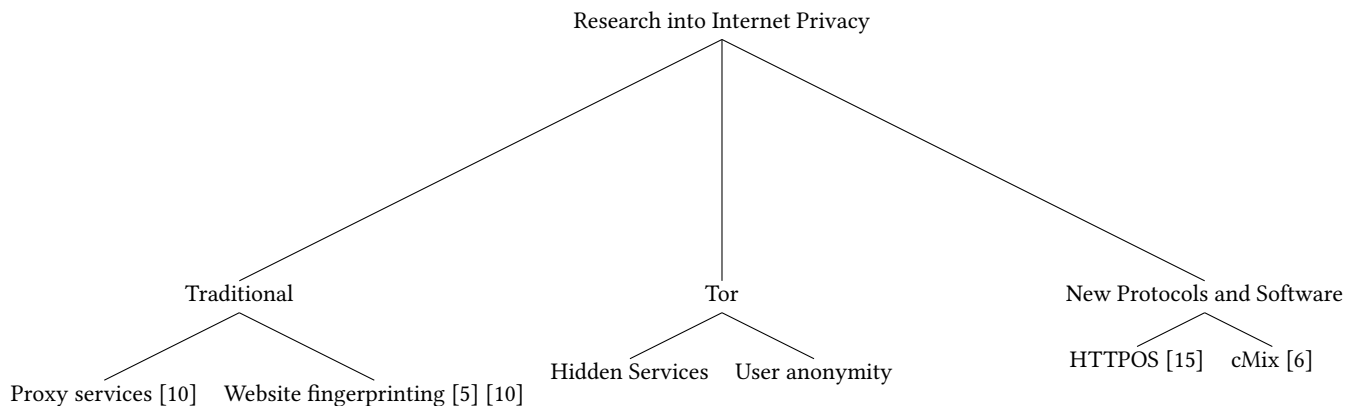 Research into Internet Privacy
Traditional
Tor
New Protocols and Software
Proxy services [10]
Website fingerprinting [5] [10]
Hidden Services
User anonymity
HTTPOS [15]
cMix [6]